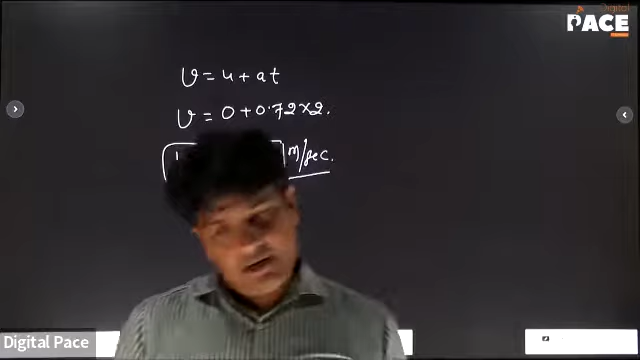 Digital
PACE
v = u + at
v = 0 + 0.72×2.
m/sec.
Digital Pace